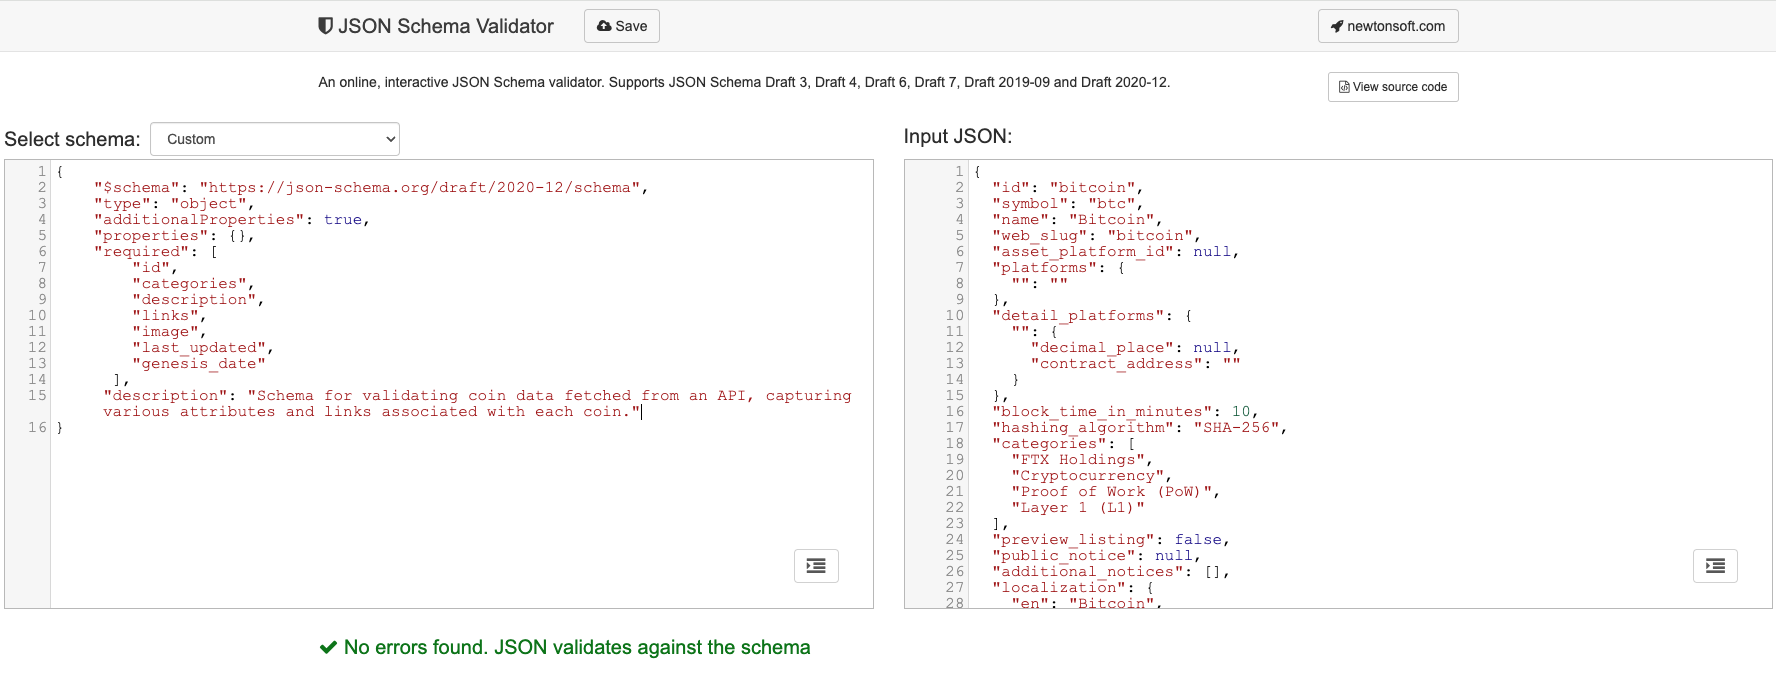 JSON Schema Validator
Save
newtonsoft.com
An online, interactive JSON Schema validator. Supports JSON Schema Draft 3, Draft 4, Draft 6, Draft 7, Draft 2019-09 and Draft 2020-12.
View source code
Select schema: Custom
1 {
2 "$schema": "https://json-schema.org/draft/2020-12/schema",
3 "type": "object",
4 "additionalProperties": true,
5 "properties": {},
6 "required": [
7 "id",
8 "categories",
9 "description",
10 "links",
11 "image",
12 "last_updated",
13 "genesis_date"
14 ],
15 "description": "Schema for validating coin data fetched from an API, capturing
various attributes and links associated with each coin."
16 }
Input JSON:
1 {
2 "id": "bitcoin",
3 "symbol": "btc",
4 "name": "Bitcoin",
5 "web_slug": "bitcoin",
6 "asset_platform_id": null,
7 "platforms": {
8 "": ""
9 },
10 "detail_platforms": {
11 "": {
12 "decimal_place": null,
13 "contract_address": ""
14 }
15 },
16 "block_time_in_minutes": 10,
17 "hashing_algorithm": "SHA-256",
18 "categories": [
19 "FTX Holdings",
20 "Cryptocurrency",
21 "Proof of Work (PoW)",
22 "Layer 1 (L1)"
23 ],
24 "preview_listing": false,
25 "public_notice": null,
26 "additional_notices": [],
27 "localization": {
28 "en": "Bitcoin",
No errors found. JSON validates against the schema